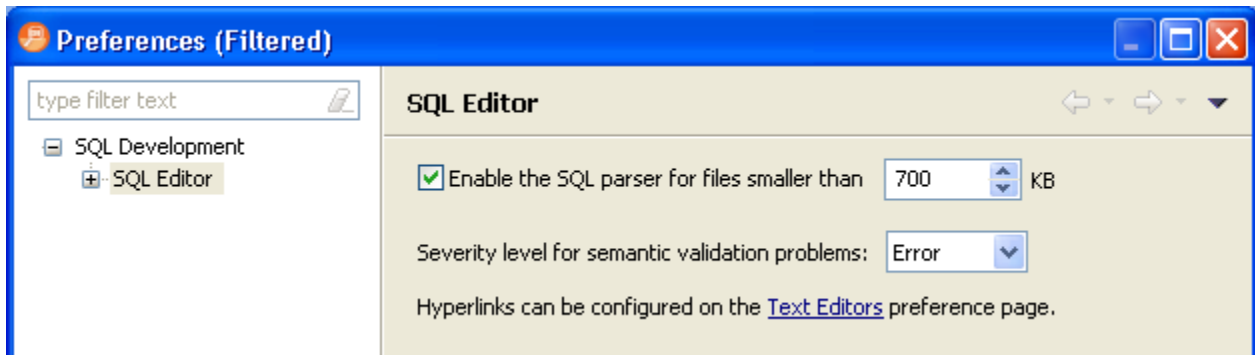 Preferences (Filtered)
type filter text
SQL Development
SQL Editor
SQL Editor
Enable the SQL parser for files smaller than 700 KB
Severity level for semantic validation problems: Error
Hyperlinks can be configured on the Text Editors preference page.